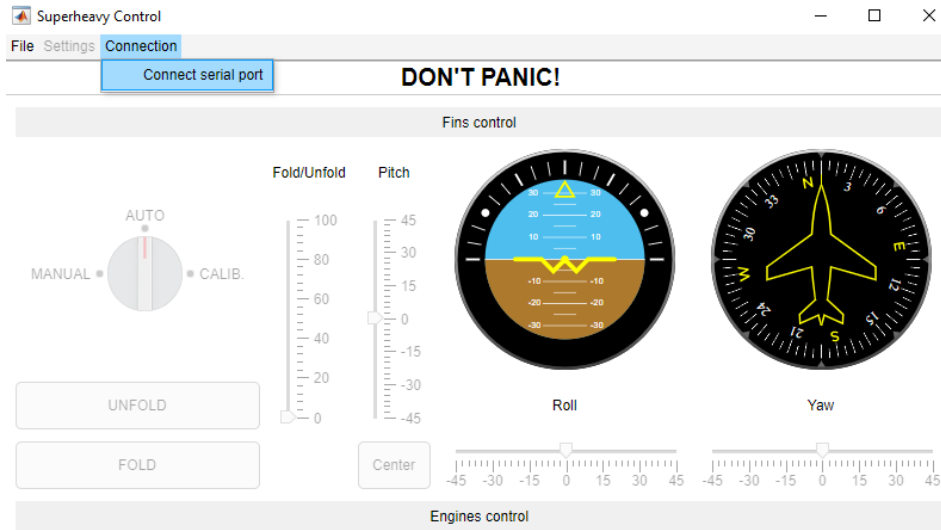 Superheavy Control
File Settings Connection
Connect serial port
DON'T PANIC!
Fins control
Fold/Unfold Pitch
AUTO
MANUAL CALIB.
100
80
60
40
20
0
45
30
15
0
-15
-30
-45
30 30
20 20
10 10
-10 -10
-20 -20
-30 -30
N
3
6
E
12
15
S
21
24
W
30
33
UNFOLD
FOLD
Center
Roll
Yaw
-45 -30 -15 0 15 30 45
-45 -30 -15 0 15 30 45
Engines control